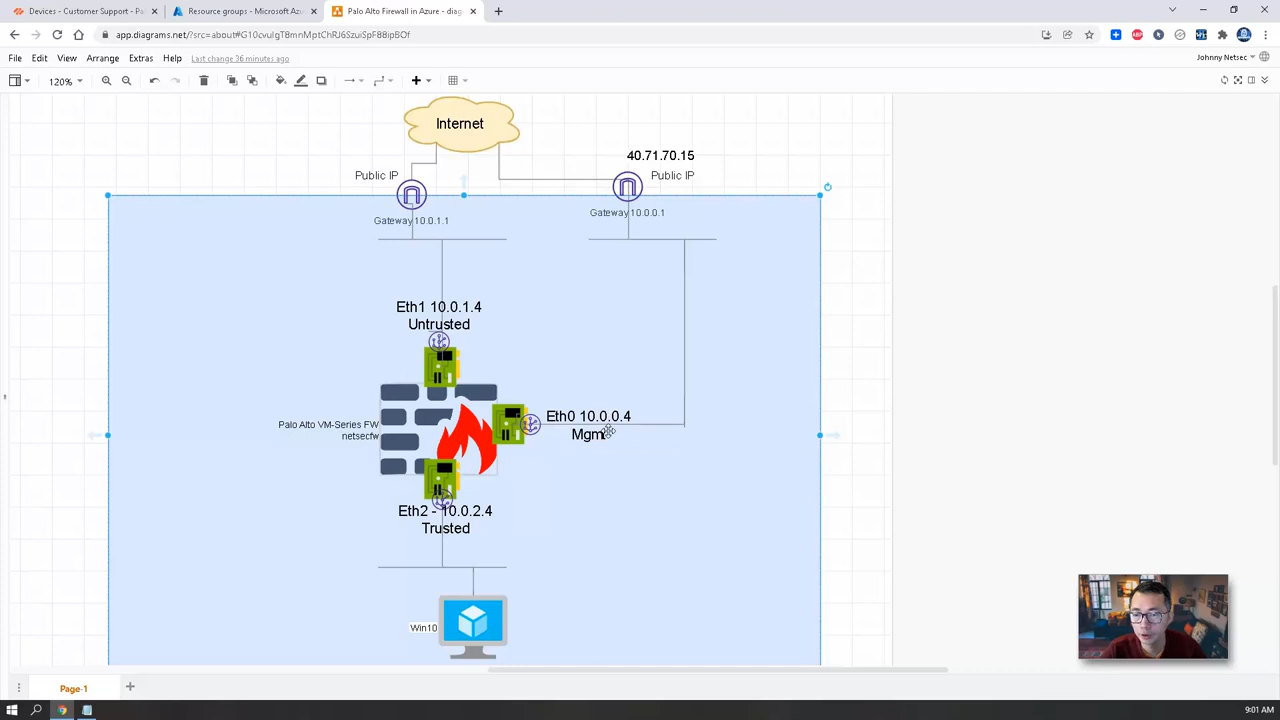 Devices - Customer Support - Pa
Resource groups - Microsoft Az
Palo Alto Firewall in Azure - diag
app.diagrams.net/?src=about#G10cvuIgT8mnMptChRJ6SzuiSpF88ipBOf
File Edit View Arrange Extras Help Last change 36 minutes ago
Johnny Netsec
120%
Internet
40.71.70.15
Public IP
Public IP
Gateway 10.0.1.1
Gateway 10.0.0.1
Eth1 10.0.1.4
Untrusted
Eth0 10.0.0.4
Mgmt
Palo Alto VM-Series FW
netsecfw
Eth2 - 10.0.2.4
Trusted
Win10
Page-1
9:01 AM